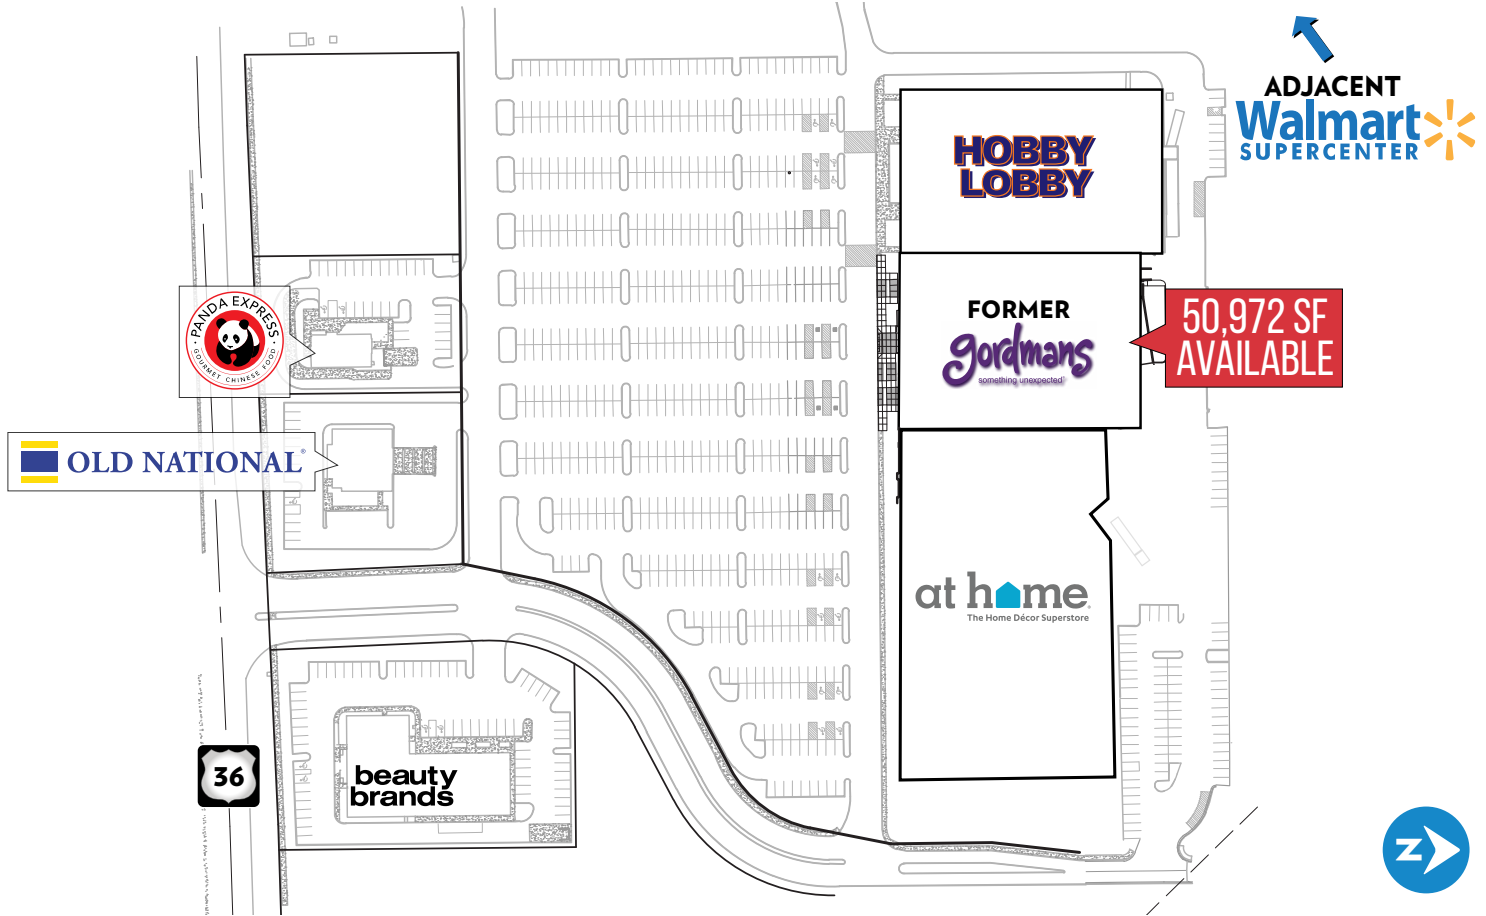 ADJACENT
Walmart
SUPERCENTER
HOBBY
LOBBY
PANDA EXPRESS
GOURMET CHINESE FOOD
FORMER
gordmans
something unexpected
50,972 SF
AVAILABLE
OLD NATIONAL®
at home
The Home Décor Superstore
36
beauty
brands
Z